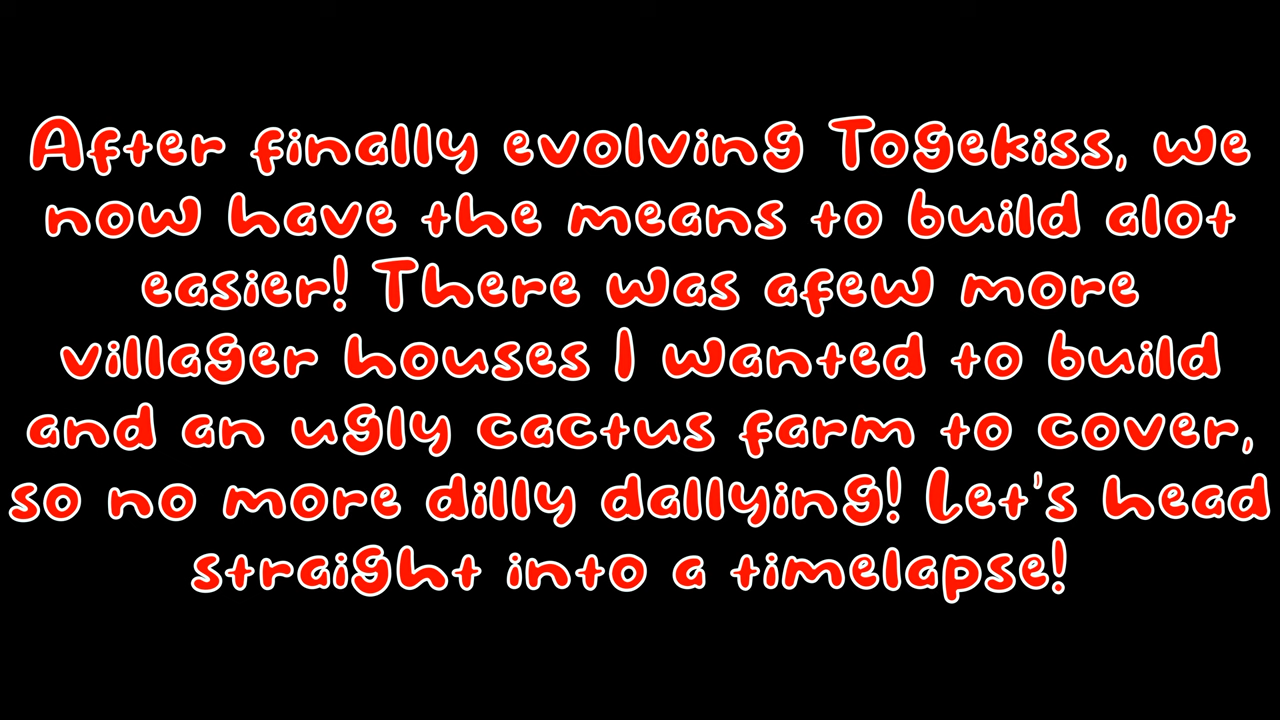 After finally evolving Togekiss, we
now have the means to build alot
easier! There was afew more
villager houses I wanted to build
and an ugly cactus farm to cover,
so no more dilly dallying! Let's head
straight into a timelapse!